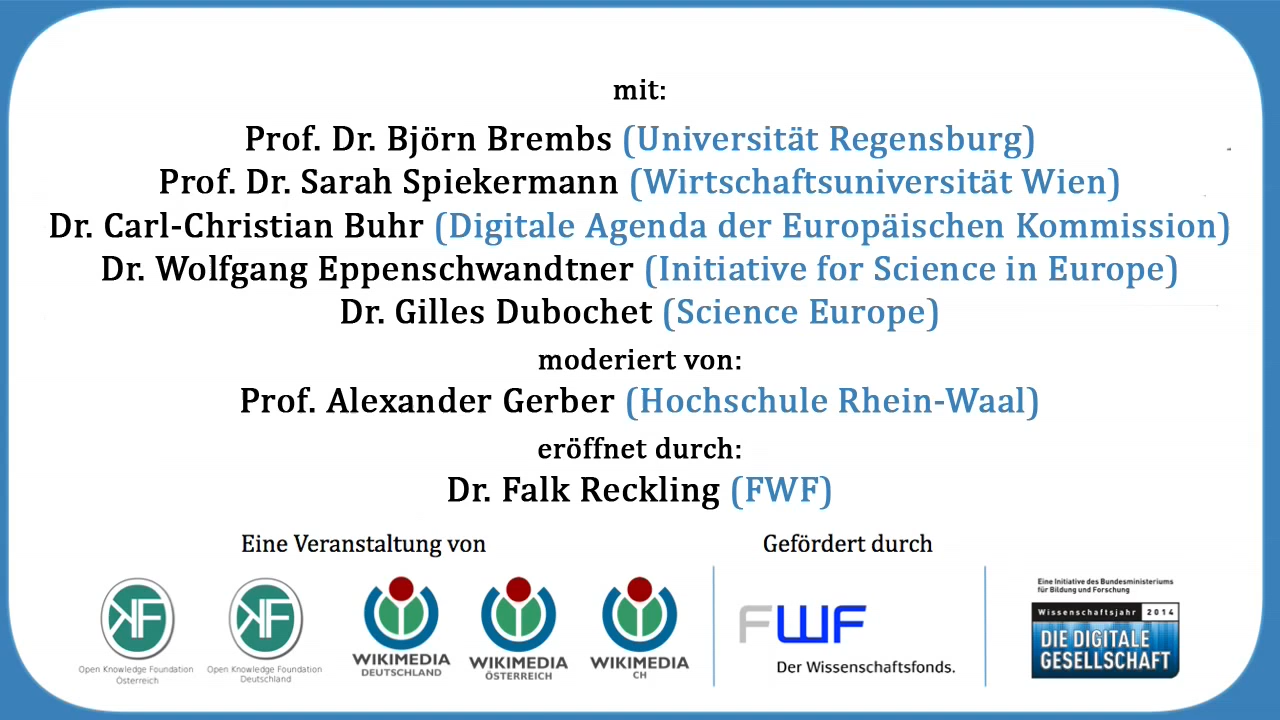 mit:
Prof. Dr. Björn Brembs (Universität Regensburg)
Prof. Dr. Sarah Spiekermann (Wirtschaftsuniversität Wien)
Dr. Carl-Christian Buhr (Digitale Agenda der Europäischen Kommission)
Dr. Wolfgang Eppenschwandtner (Initiative for Science in Europe)
Dr. Gilles Dubochet (Science Europe)
moderiert von:
Prof. Alexander Gerber (Hochschule Rhein-Waal)
eröffnet durch:
Dr. Falk Reckling (FWF)
Eine Veranstaltung von
Gefördert durch
KF
Open Knowledge Foundation
Österreich
KF
Open Knowledge Foundation
Deutschland
WIKIMEDIA
DEUTSCHLAND
WIKIMEDIA
ÖSTERREICH
WIKIMEDIA
CH
FWF
Der Wissenschaftsfonds.
Eine Initiative des Bundesministeriums
für Bildung und Forschung
Wissenschaftsjahr 2014
DIE DIGITALE
GESELLSCHAFT